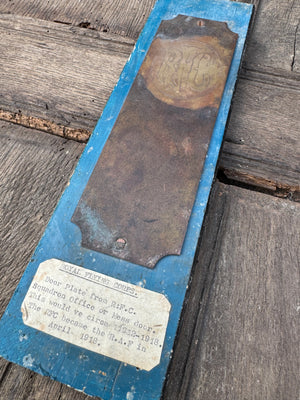 ROYAL FLYING CORPS.
Door Plate from R.F.C.
Squadron Office or Mess door.
This would ve circa 1912-1918.
The RFC became the R.A.F in
April 1918.